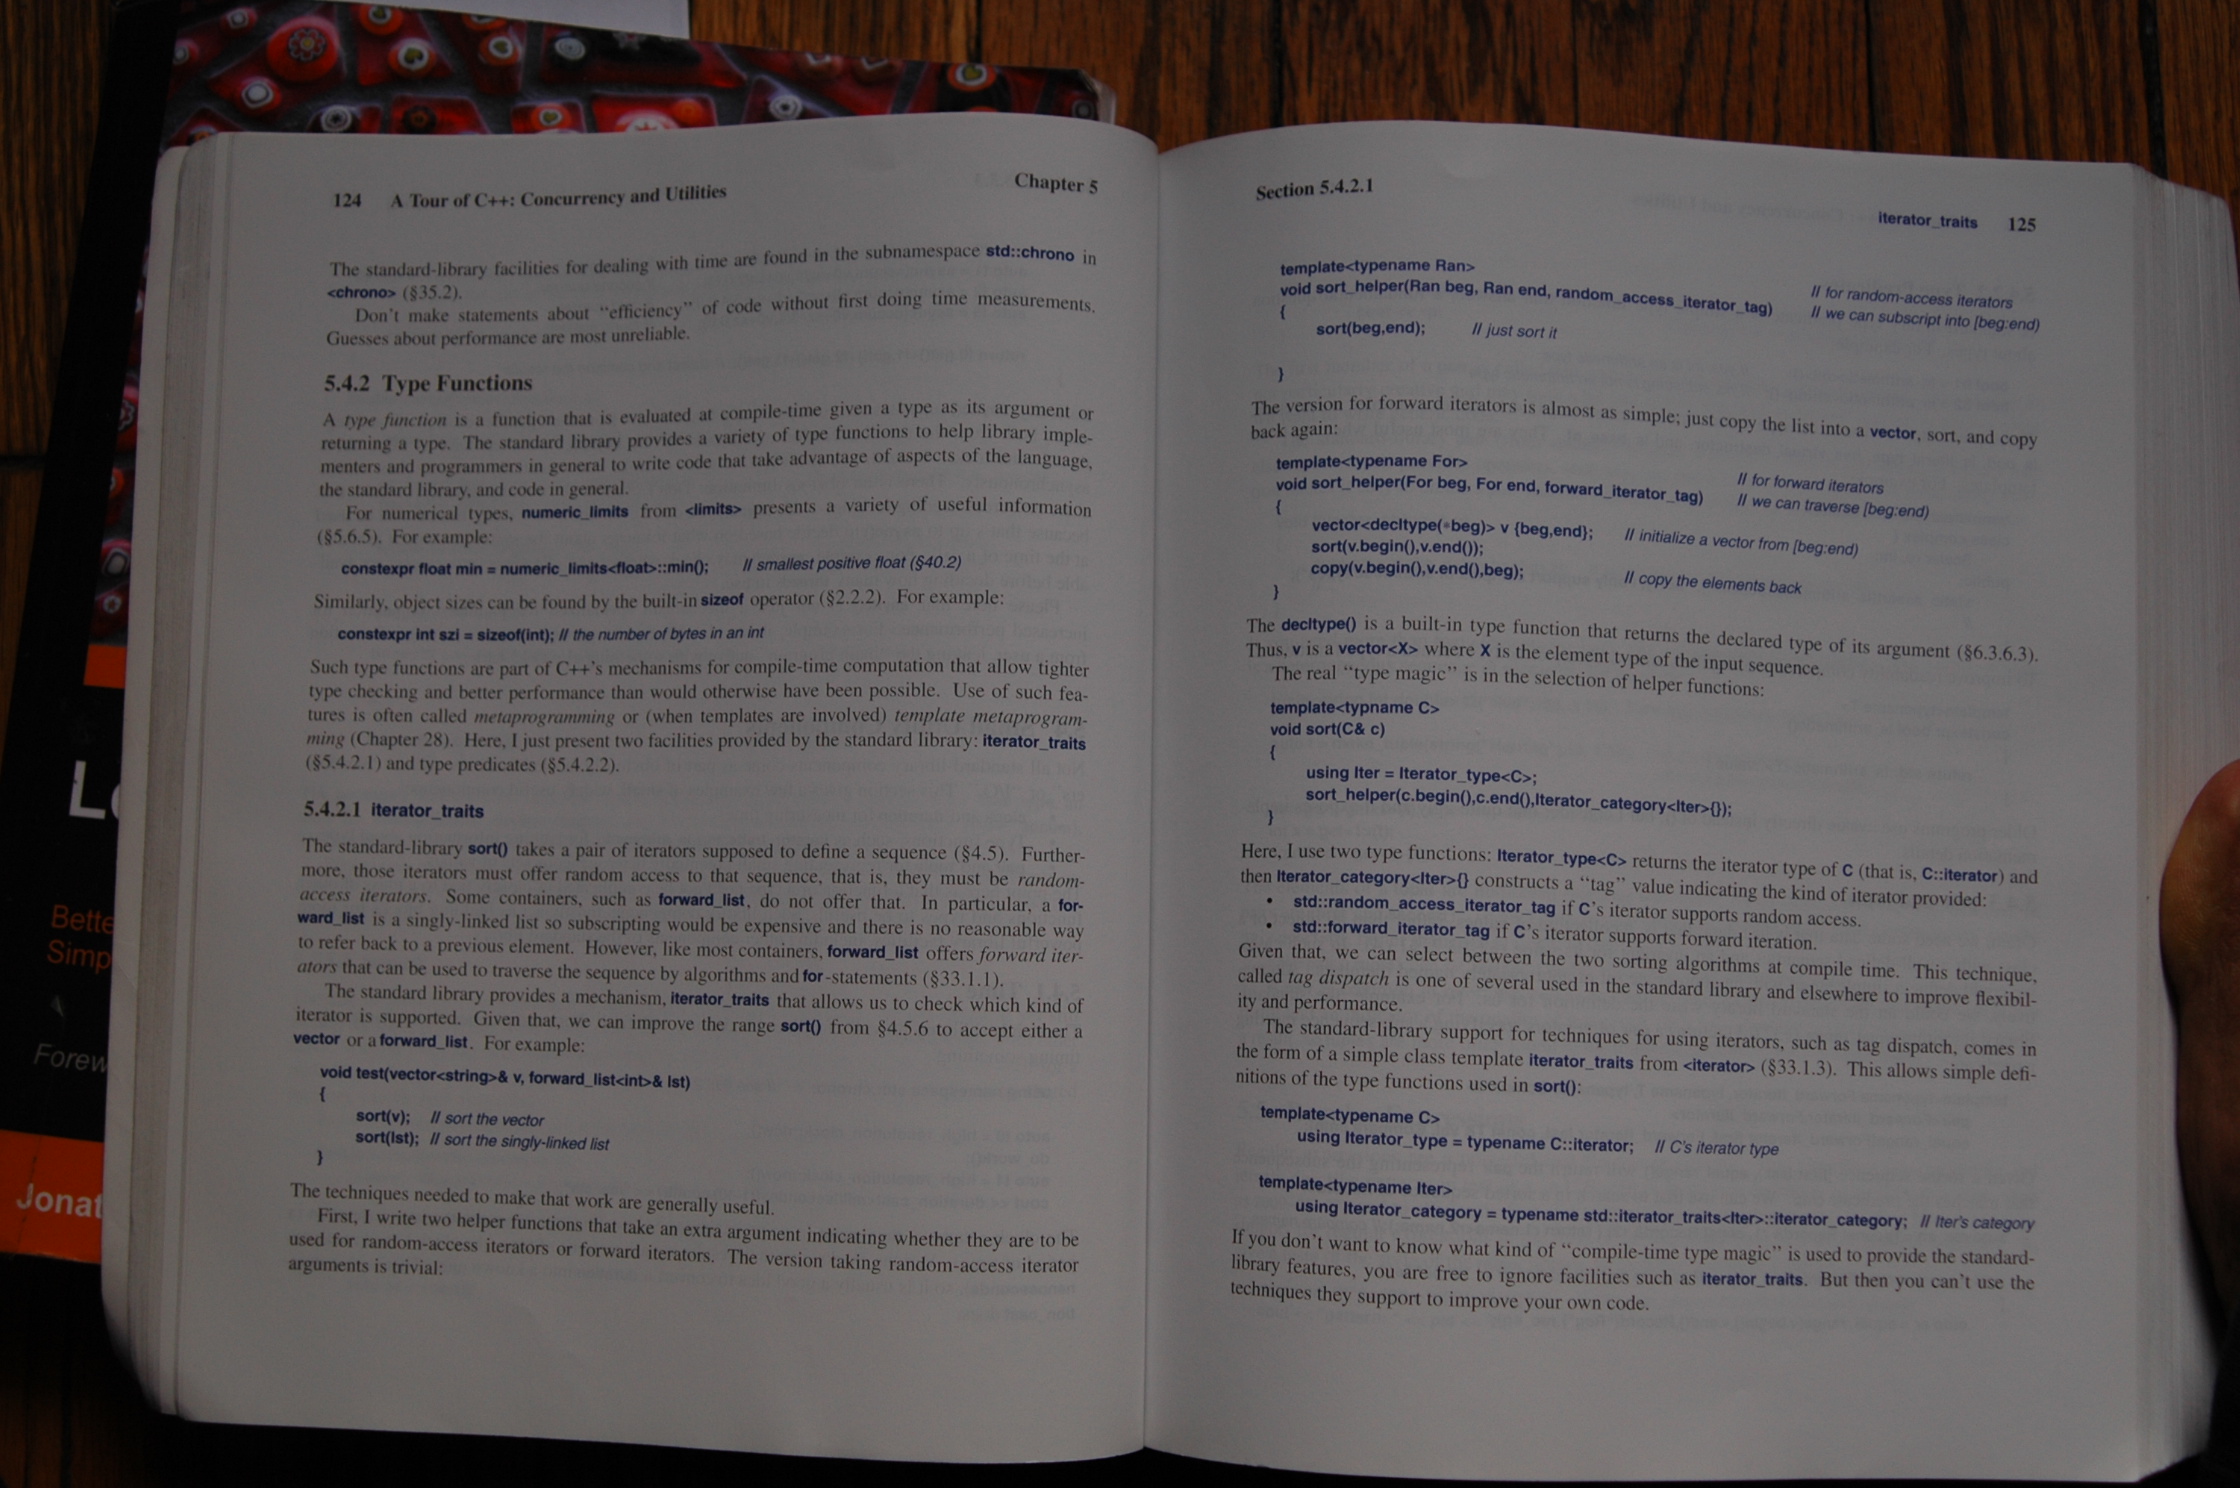 124 A Tour of C++: Concurrency and Utilities Chapter 5
The standard-library facilities for dealing with time are found in the subnamespace std::chrono in
<chrono> (§35.2).
Don't make statements about "efficiency" of code without first doing time measurements.
Guesses about performance are most unreliable.
5.4.2 Type Functions
A type function is a function that is evaluated at compile-time given a type as its argument or
returning a type. The standard library provides a variety of type functions to help library imple-
menters and programmers in general to write code that take advantage of aspects of the language,
the standard library, and code in general.
For numerical types, numeric_limits from <limits> presents a variety of useful information
(§5.6.5). For example:
constexpr float min = numeric_limits<float>::min(); // smallest positive float (§40.2)
Similarly, object sizes can be found by the built-in sizeof operator (§2.2.2). For example:
constexpr int szi = sizeof(int); // the number of bytes in an int
Such type functions are part of C++'s mechanisms for compile-time computation that allow tighter
type checking and better performance than would otherwise have been possible. Use of such fea-
tures is often called metaprogramming or (when templates are involved) template metaprogram-
ming (Chapter 28). Here, I just present two facilities provided by the standard library: iterator_traits
(§5.4.2.1) and type predicates (§5.4.2.2).
5.4.2.1 iterator_traits
The standard-library sort() takes a pair of iterators supposed to define a sequence (§4.5). Further-
more, those iterators must offer random access to that sequence, that is, they must be random-
access iterators. Some containers, such as forward_list, do not offer that. In particular, a for-
ward_list is a singly-linked list so subscripting would be expensive and there is no reasonable way
to refer back to a previous element. However, like most containers, forward_list offers forward iter-
ators that can be used to traverse the sequence by algorithms and for-statements (§33.1.1).
The standard library provides a mechanism, iterator_traits that allows us to check which kind of
iterator is supported. Given that, we can improve the range sort() from §4.5.6 to accept either a
vector or a forward_list. For example:
void test(vector<string>& v, forward_list<int>& lst)
{
sort(v); // sort the vector
sort(lst); // sort the singly-linked list
}
The techniques needed to make that work are generally useful.
First, I write two helper functions that take an extra argument indicating whether they are to be
used for random-access iterators or forward iterators. The version taking random-access iterator
arguments is trivial:
Section 5.4.2.1 iterator_traits 125
template<typename Ran> // for random-access iterators
void sort_helper(Ran beg, Ran end, random_access_iterator_tag) // we can subscript into [beg:end)
{
sort(beg,end); // just sort it
}
The version for forward iterators is almost as simple; just copy the list into a vector, sort, and copy
back again:
template<typename For> // for forward iterators
void sort_helper(For beg, For end, forward_iterator_tag) // we can traverse [beg:end)
{
vector<decltype(*beg)> v {beg,end}; // initialize a vector from [beg:end)
sort(v.begin(),v.end());
copy(v.begin(),v.end(),beg); // copy the elements back
}
The decltype() is a built-in type function that returns the declared type of its argument (§6.3.6.3).
Thus, v is a vector<X> where X is the element type of the input sequence.
The real "type magic" is in the selection of helper functions:
template<typname C>
void sort(C& c)
{
using Iter = Iterator_type<C>;
sort_helper(c.begin(),c.end(),Iterator_category<Iter>{});
}
Here, I use two type functions: Iterator_type<C> returns the iterator type of C (that is, C::iterator) and
then Iterator_category<Iter>{} constructs a "tag" value indicating the kind of iterator provided:
• std::random_access_iterator_tag if C's iterator supports random access.
• std::forward_iterator_tag if C's iterator supports forward iteration.
Given that, we can select between the two sorting algorithms at compile time. This technique,
called tag dispatch is one of several used in the standard library and elsewhere to improve flexibil-
ity and performance.
The standard-library support for techniques for using iterators, such as tag dispatch, comes in
the form of a simple class template iterator_traits from <iterator> (§33.1.3). This allows simple defi-
nitions of the type functions used in sort():
template<typename C>
using Iterator_type = typename C::iterator; // C's iterator type
template<typename Iter>
using Iterator_category = typename std::iterator_traits<Iter>::iterator_category; // Iter's category
If you don't want to know what kind of "compile-time type magic" is used to provide the standard-
library features, you are free to ignore facilities such as iterator_traits. But then you can't use the
techniques they support to improve your own code.
Bette
Simp
Forew
Jonat